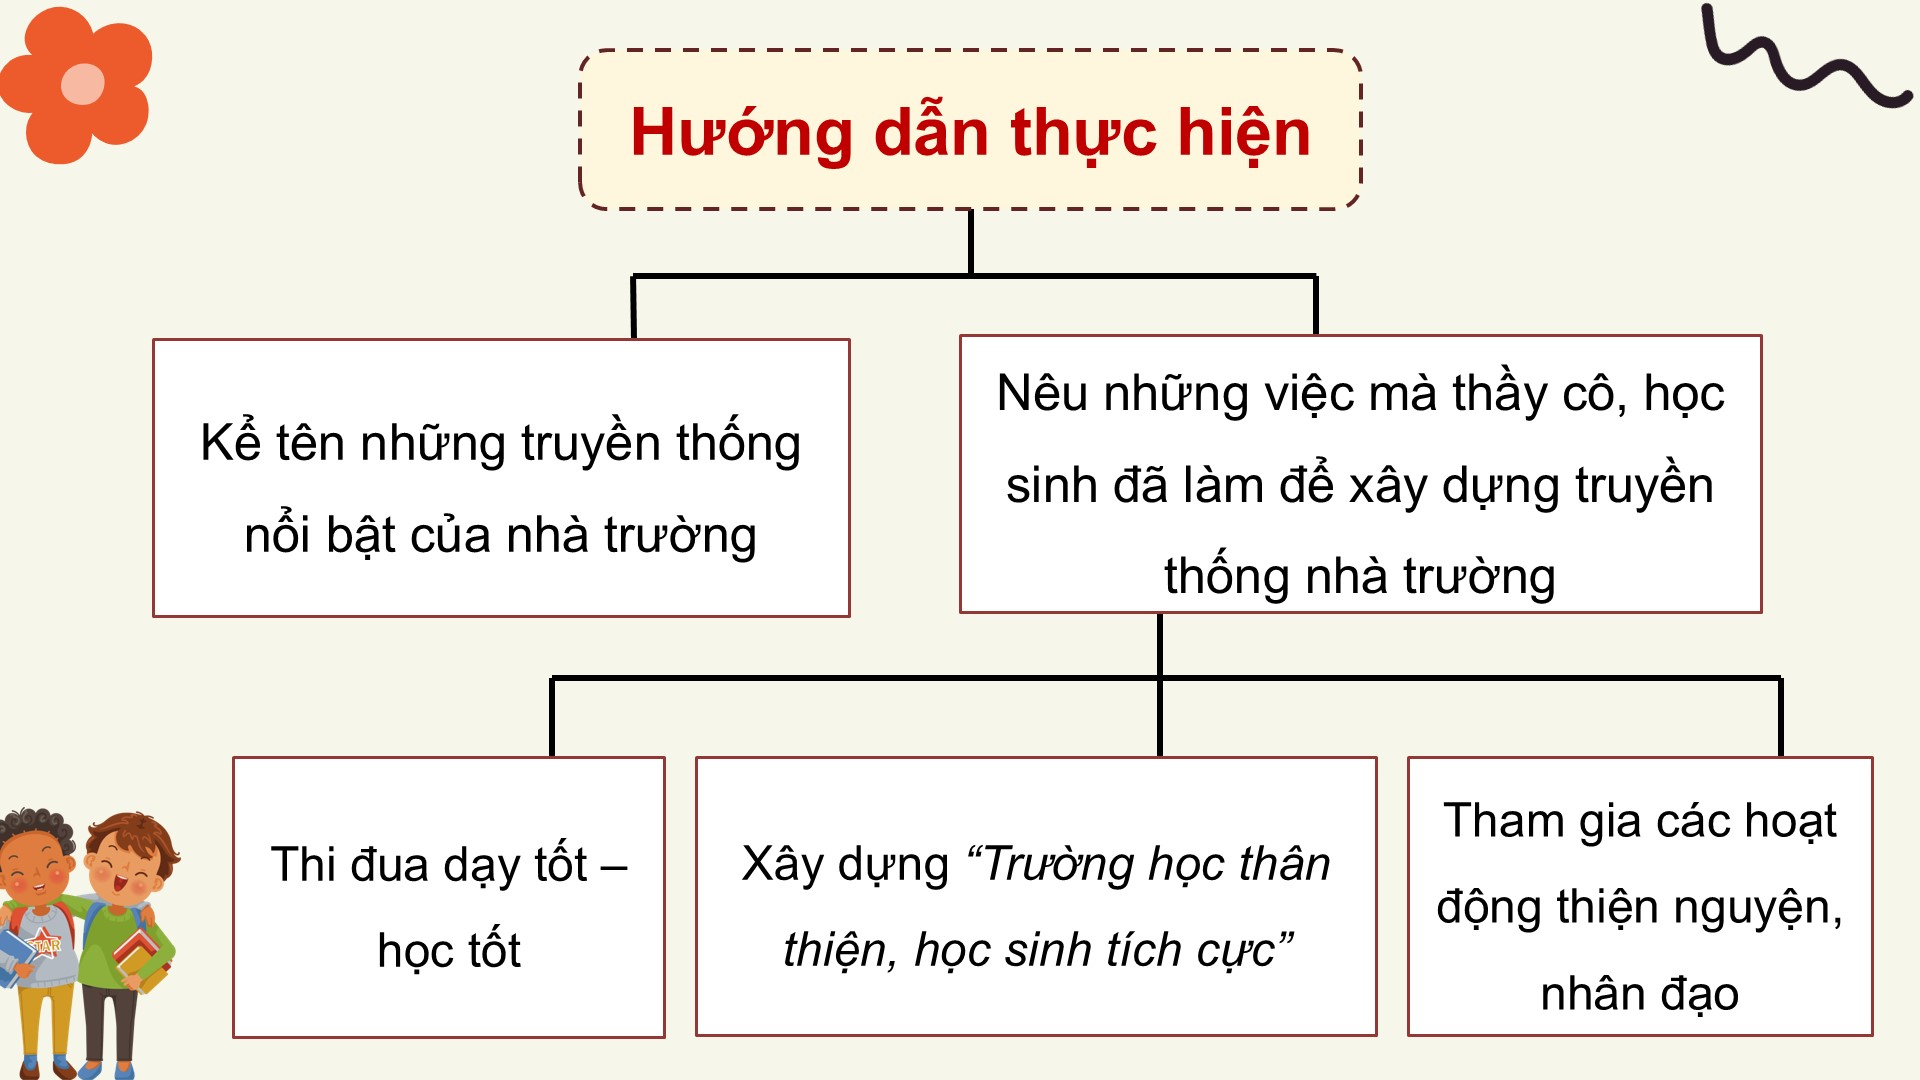 Hướng dẫn thực hiện
Kể tên những truyền thống
nổi bật của nhà trường
Nêu những việc mà thầy cô, học
sinh đã làm để xây dựng truyền
thống nhà trường
Thi đua dạy tốt –
học tốt
Xây dựng “Trường học thân
thiện, học sinh tích cực”
Tham gia các hoạt
động thiện nguyện,
nhân đạo
STAR